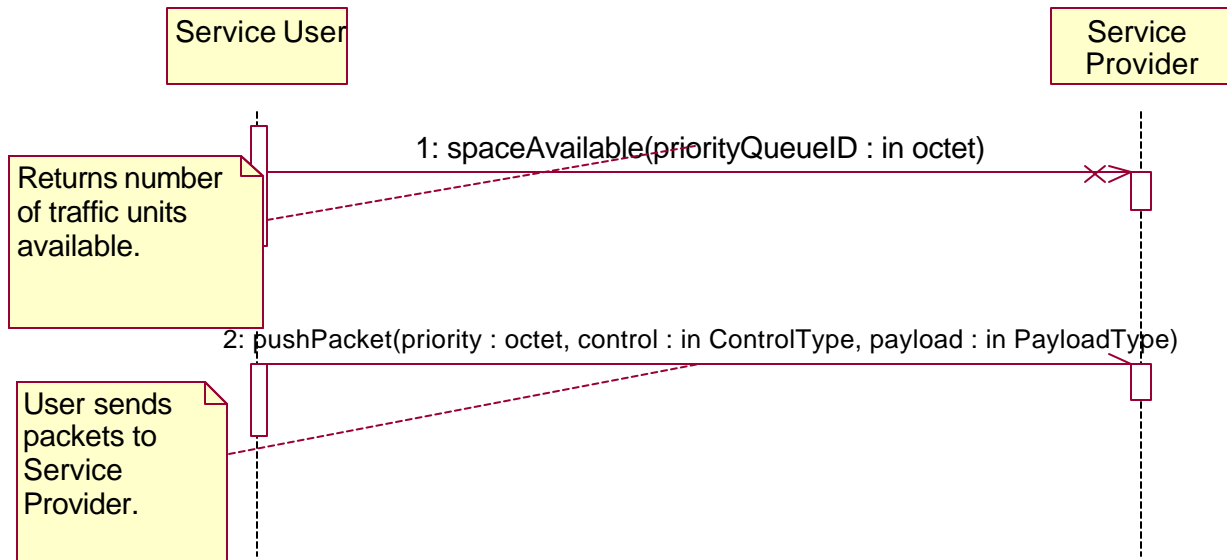 Service User
Service
Provider
1: spaceAvailable(priorityQueueID : in octet)
Returns number
of traffic units
available.
2: pushPacket(priority : octet, control : in ControlType, payload : in PayloadType)
User sends
packets to
Service
Provider.